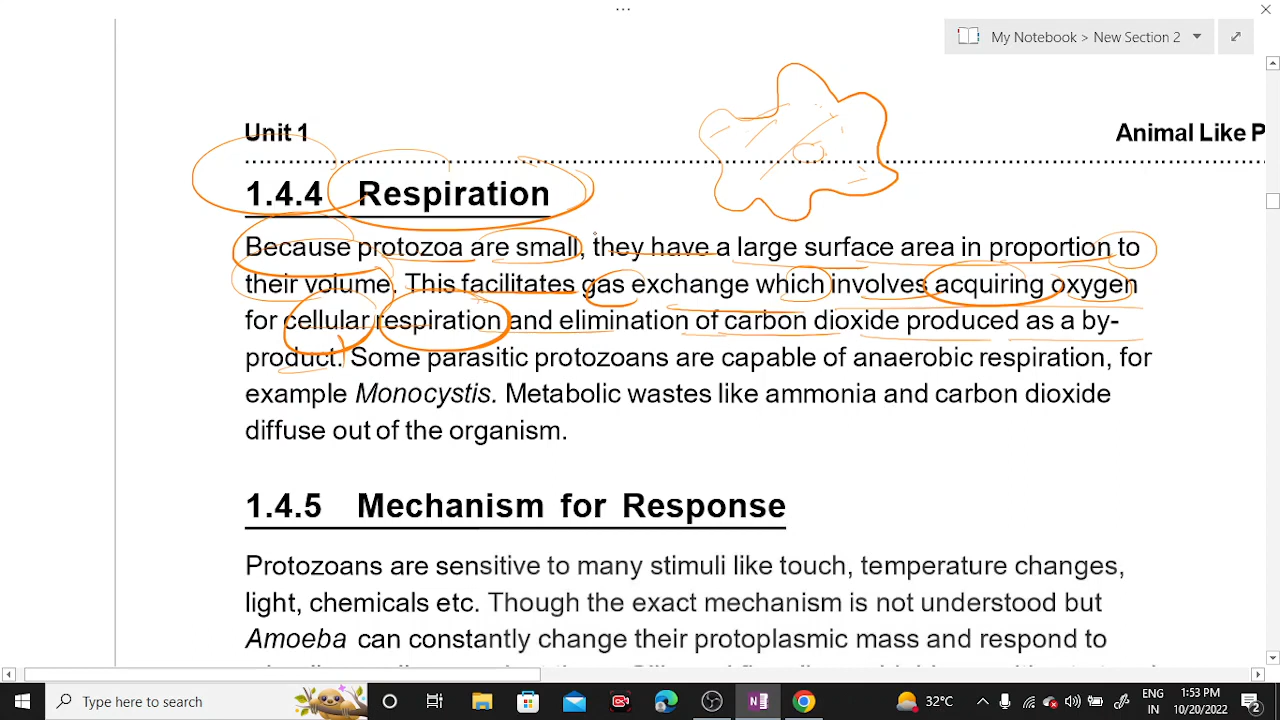 ...
My Notebook > New Section 2
Unit 1
Animal Like P
1.4.4 Respiration
Because protozoa are small, they have a large surface area in proportion to
their volume. This facilitates gas exchange which involves acquiring oxygen
for cellular respiration and elimination of carbon dioxide produced as a by-
product. Some parasitic protozoans are capable of anaerobic respiration, for
example Monocystis. Metabolic wastes like ammonia and carbon dioxide
diffuse out of the organism.
1.4.5 Mechanism for Response
Protozoans are sensitive to many stimuli like touch, temperature changes,
light, chemicals etc. Though the exact mechanism is not understood but
Amoeba can constantly change their protoplasmic mass and respond to
Type here to search
32°C
ENG
IN
1:53 PM
10/20/2022
2